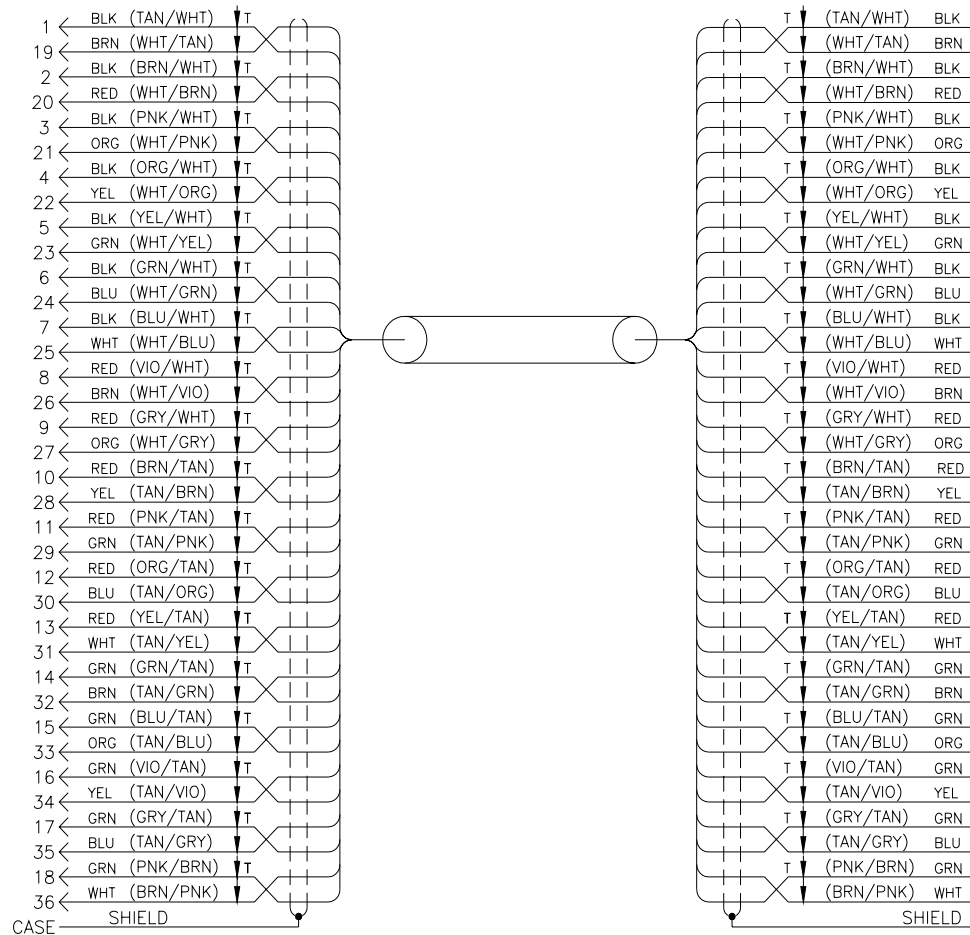 1 BLK (TAN/WHT) T T (TAN/WHT) BLK
19 BRN (WHT/TAN) (WHT/TAN) BRN
2 BLK (BRN/WHT) T T (BRN/WHT) BLK
20 RED (WHT/BRN) (WHT/BRN) RED
3 BLK (PNK/WHT) T T (PNK/WHT) BLK
21 ORG (WHT/PNK) (WHT/PNK) ORG
4 BLK (ORG/WHT) T T (ORG/WHT) BLK
22 YEL (WHT/ORG) (WHT/ORG) YEL
5 BLK (YEL/WHT) T T (YEL/WHT) BLK
23 GRN (WHT/YEL) (WHT/YEL) GRN
6 BLK (GRN/WHT) T T (GRN/WHT) BLK
24 BLU (WHT/GRN) (WHT/GRN) BLU
7 BLK (BLU/WHT) T T (BLU/WHT) BLK
25 WHT (WHT/BLU) (WHT/BLU) WHT
8 RED (VIO/WHT) T T (VIO/WHT) RED
26 BRN (WHT/VIO) (WHT/VIO) BRN
9 RED (GRY/WHT) T T (GRY/WHT) RED
27 ORG (WHT/GRY) (WHT/GRY) ORG
10 RED (BRN/TAN) T T (BRN/TAN) RED
28 YEL (TAN/BRN) (TAN/BRN) YEL
11 RED (PNK/TAN) T T (PNK/TAN) RED
29 GRN (TAN/PNK) (TAN/PNK) GRN
12 RED (ORG/TAN) T T (ORG/TAN) RED
30 BLU (TAN/ORG) (TAN/ORG) BLU
13 RED (YEL/TAN) T T (YEL/TAN) RED
31 WHT (TAN/YEL) (TAN/YEL) WHT
14 GRN (GRN/TAN) T T (GRN/TAN) GRN
32 BRN (TAN/GRN) (TAN/GRN) BRN
15 GRN (BLU/TAN) T T (BLU/TAN) GRN
33 ORG (TAN/BLU) (TAN/BLU) ORG
16 GRN (VIO/TAN) T T (VIO/TAN) GRN
34 YEL (TAN/VIO) (TAN/VIO) YEL
17 GRN (GRY/TAN) T T (GRY/TAN) GRN
35 BLU (TAN/GRY) (TAN/GRY) BLU
18 GRN (PNK/BRN) T T (PNK/BRN) GRN
36 WHT (BRN/PNK) (BRN/PNK) WHT
CASE SHIELD SHIELD